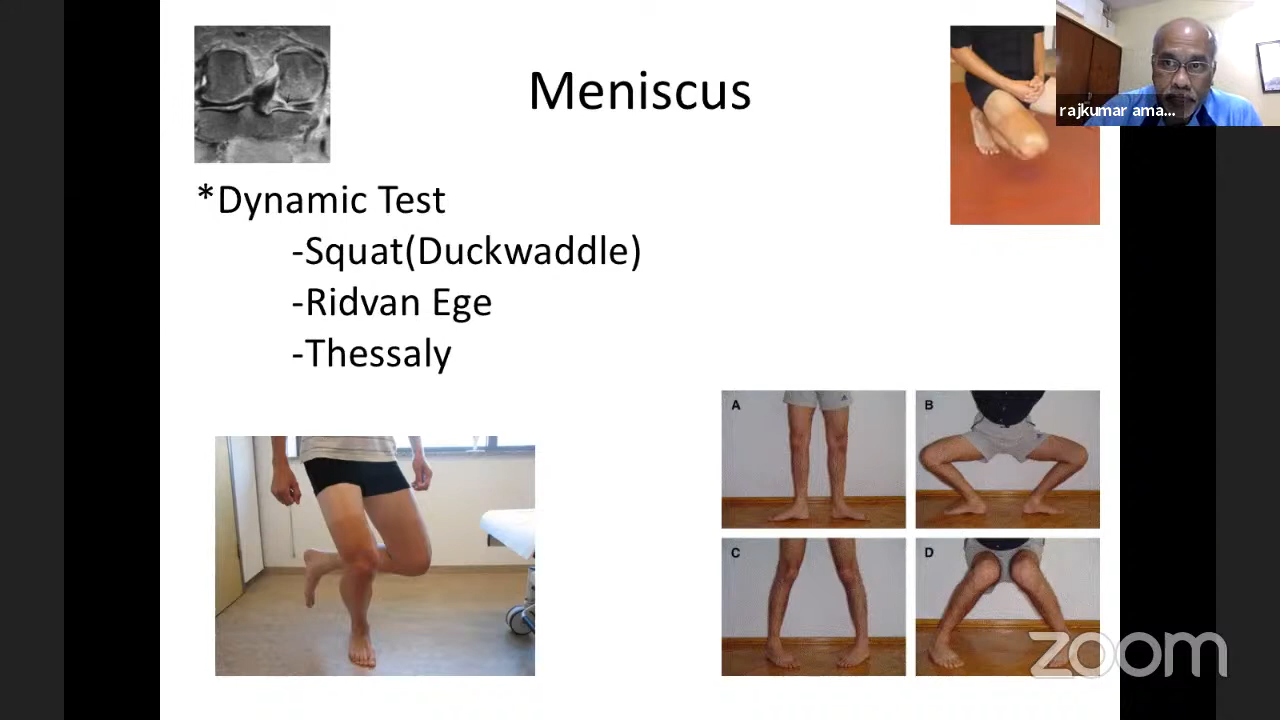 Meniscus
rajkumar ama...
*Dynamic Test
-Squat(Duckwaddle)
-Ridvan Ege
-Thessaly
A
B
C
D
zoom